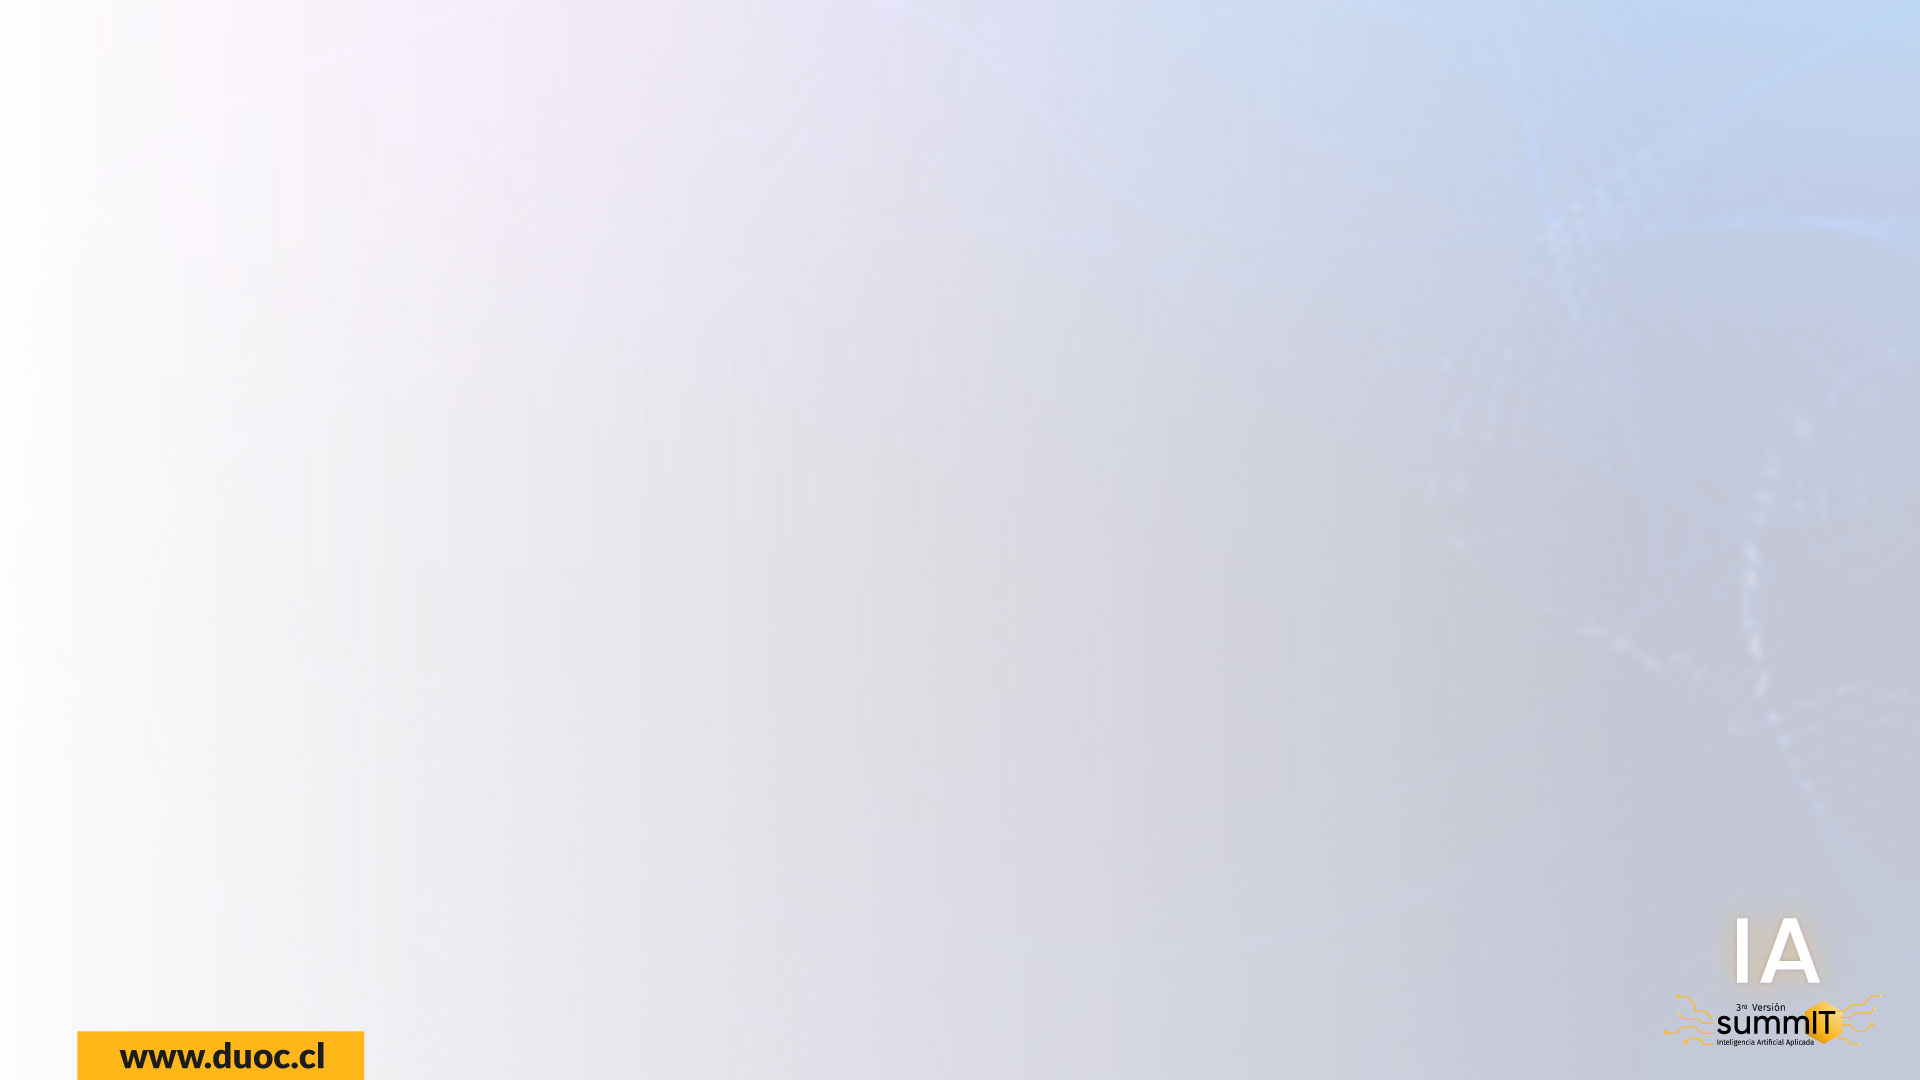 IA
3ra Versión
summIT
Inteligencia Artificial Aplicada
www.duoc.cl